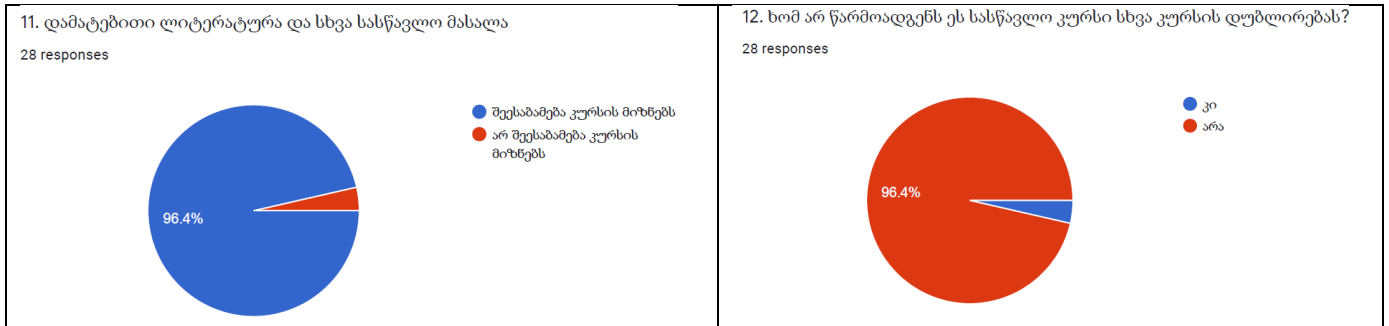 11. დამატებითი ლიტერატურა და სხვა სასწავლო მასალა
28 responses
შეესაბამება კურსის მიზნებს
არ შეესაბამება კურსის
მიზნებს
96.4%
12. ხომ არ წარმოადგენს ეს სასწავლო კურსი სხვა კურსის დუბლირებას?
28 responses
კი
არა
96.4%